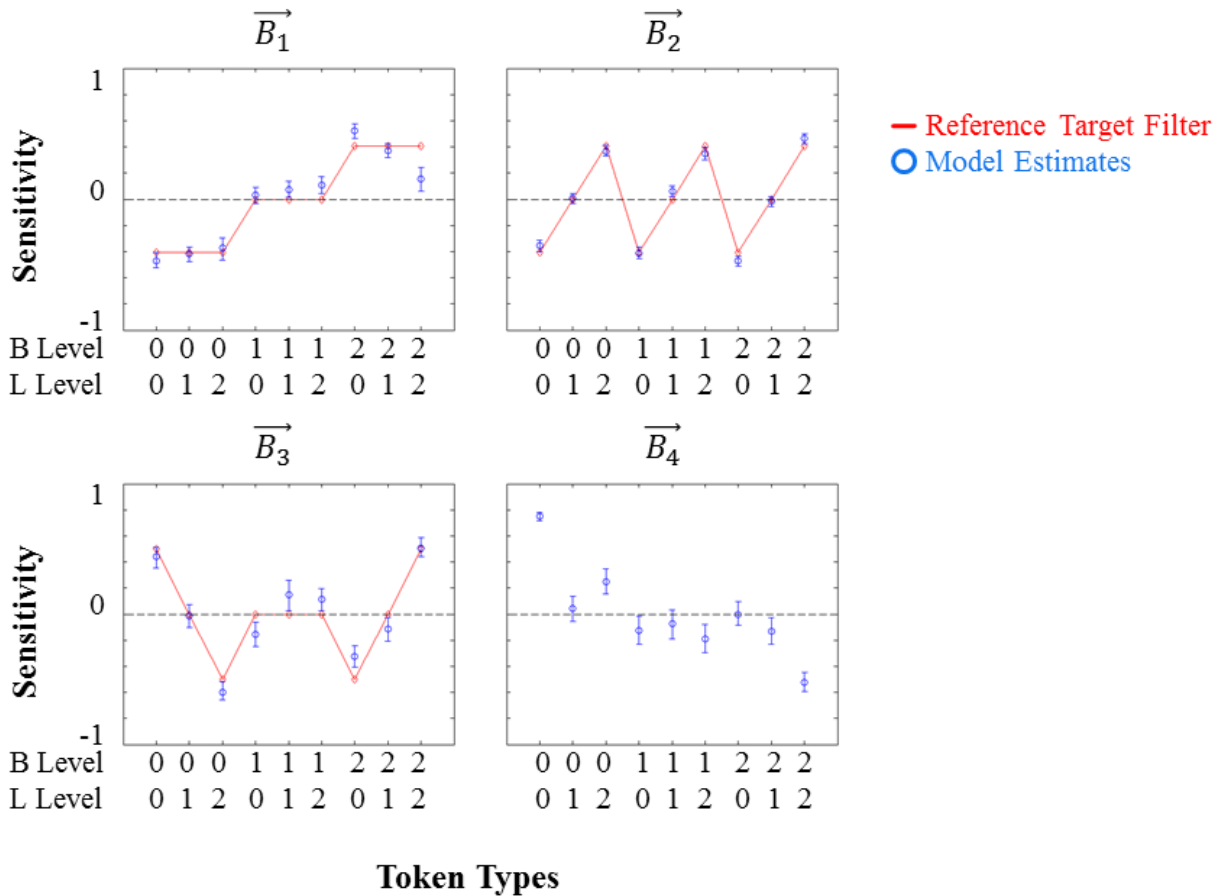 B₁
B₂
1
0
-1
Sensitivity
Reference Target Filter
Model Estimates
B Level 0 0 0 1 1 1 2 2 2
L Level 0 1 2 0 1 2 0 1 2
0 0 0 1 1 1 2 2 2
0 1 2 0 1 2 0 1 2
B₃
B₄
1
0
-1
Sensitivity
B Level 0 0 0 1 1 1 2 2 2
L Level 0 1 2 0 1 2 0 1 2
0 0 0 1 1 1 2 2 2
0 1 2 0 1 2 0 1 2
Token Types